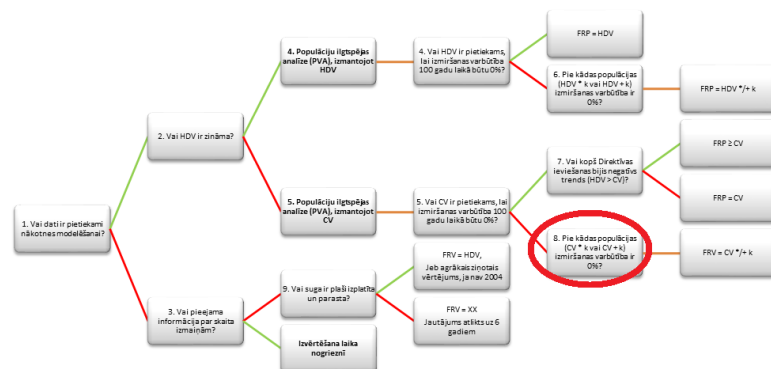 FRP = HDV
4. Populāciju ilgtspējas
analīze (PVA), izmantojot
HDV
4. Vai HDV ir pietiekams,
lai izmiršanas varbūtība
100 gadu laikā būtu 0%?
6. Pie kādas populācijas
(HDV * k vai HDV + k)
izmiršanas varbūtība ir
0%?
FRP = HDV */+ k
2. Vai HDV ir zināma?
7. Vai kopš Direktīvas
ieviešanas bijis negatīvs
trends (HDV > CV)?
FRP ≥ CV
FRP = CV
5. Populāciju ilgtspējas
analīze (PVA), izmantojot
CV
5. Vai CV ir pietiekams, lai
izmiršanas varbūtība 100
gadu laikā būtu 0%?
1. Vai dati ir pietiekami
nākotnes modelēšanai?
8. Pie kādas populācijas
(CV * k vai CV + k)
izmiršanas varbūtība ir
0%?
FRV = CV */+ k
FRV = HDV,
Jeb agrākais ziņotais
vērtējums, ja nav 2004
9. Vai suga ir plaši izplatīta
un parasta?
3. Vai pieejama
informācija par skaita
izmaiņām?
FRV = XX
Jautājums atlikts uz 6
gadiem
Izvērtēšana laika
nogrieznī